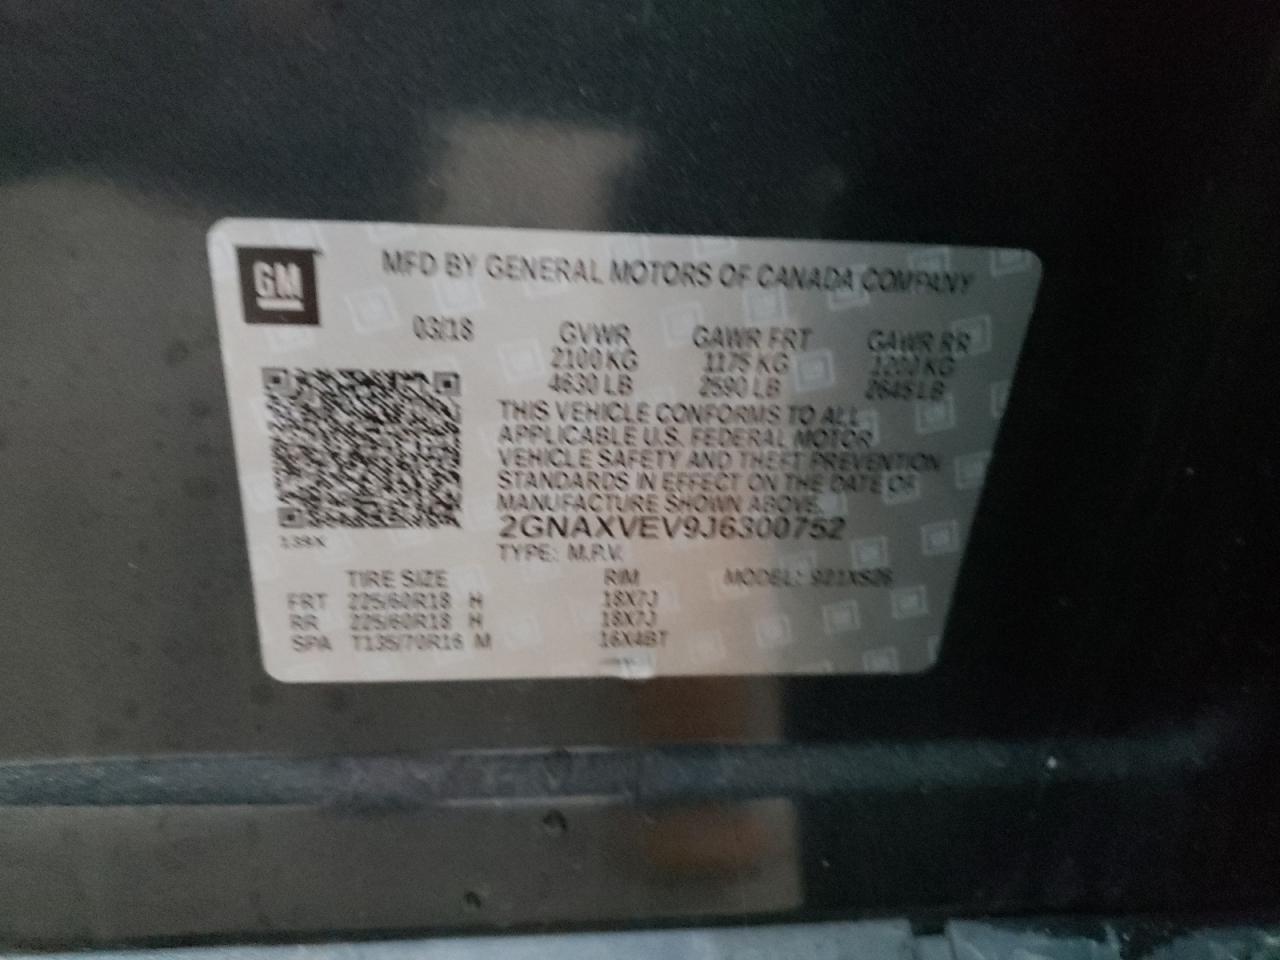 GM
MFD BY GENERAL MOTORS OF CANADA COMPANY
03/18 GVWR GAWR FRT GAWR RR
2100 KG 1175 KG 1200 KG
4630 LB 2590 LB 2645 LB
THIS VEHICLE CONFORMS TO ALL
APPLICABLE U.S. FEDERAL MOTOR
VEHICLE SAFETY AND THEFT PREVENTION
STANDARDS IN EFFECT ON THE DATE OF
MANUFACTURE SHOWN ABOVE.
2GNAXVEV9J6300752
139X
TYPE: M.P.V.
TIRE SIZE RIM MODEL: 921XS26
FRT 225/60R18 H 18X7J
RR 225/60R18 H 18X7J
SPA T135/70R16 M 16X4BT